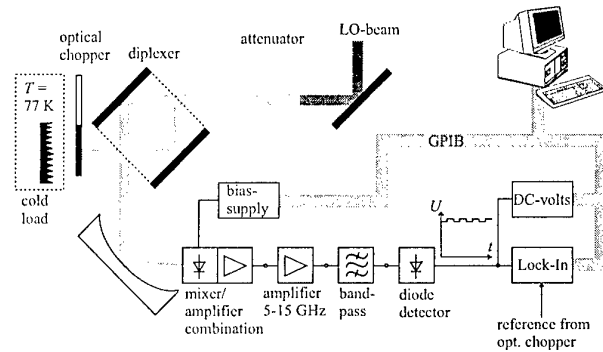 optical
chopper
diplexer
attenuator
LO-beam
T =
77 K
cold
load
GPIB
bias-
supply
U
t
DC-volts
Lock-In
mixer/
amplifier
combination
amplifier
5-15 GHz
band-
pass
diode
detector
reference from
opt. chopper